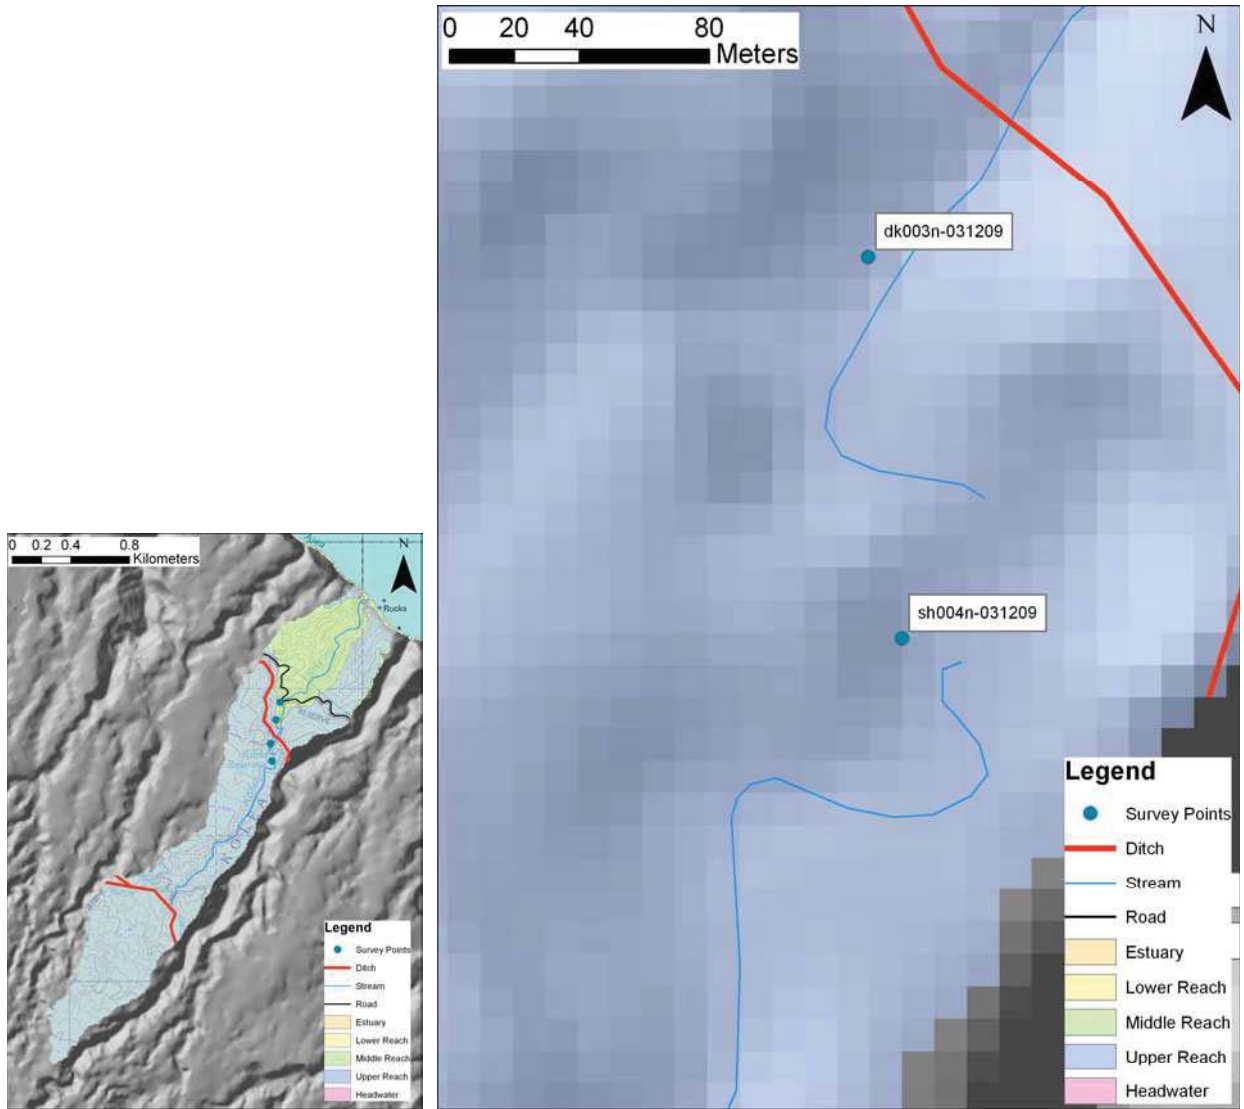 0 0.2 0.4 0.8
Kilometers
N
Rocks
RESERVE
KOLEA
Legend
Survey Points
Ditch
Stream
Road
Estuary
Lower Reach
Middle Reach
Upper Reach
Headwater
0 20 40 80
Meters
N
dk003n-031209
sh004n-031209
Legend
Survey Points
Ditch
Stream
Road
Estuary
Lower Reach
Middle Reach
Upper Reach
Headwater